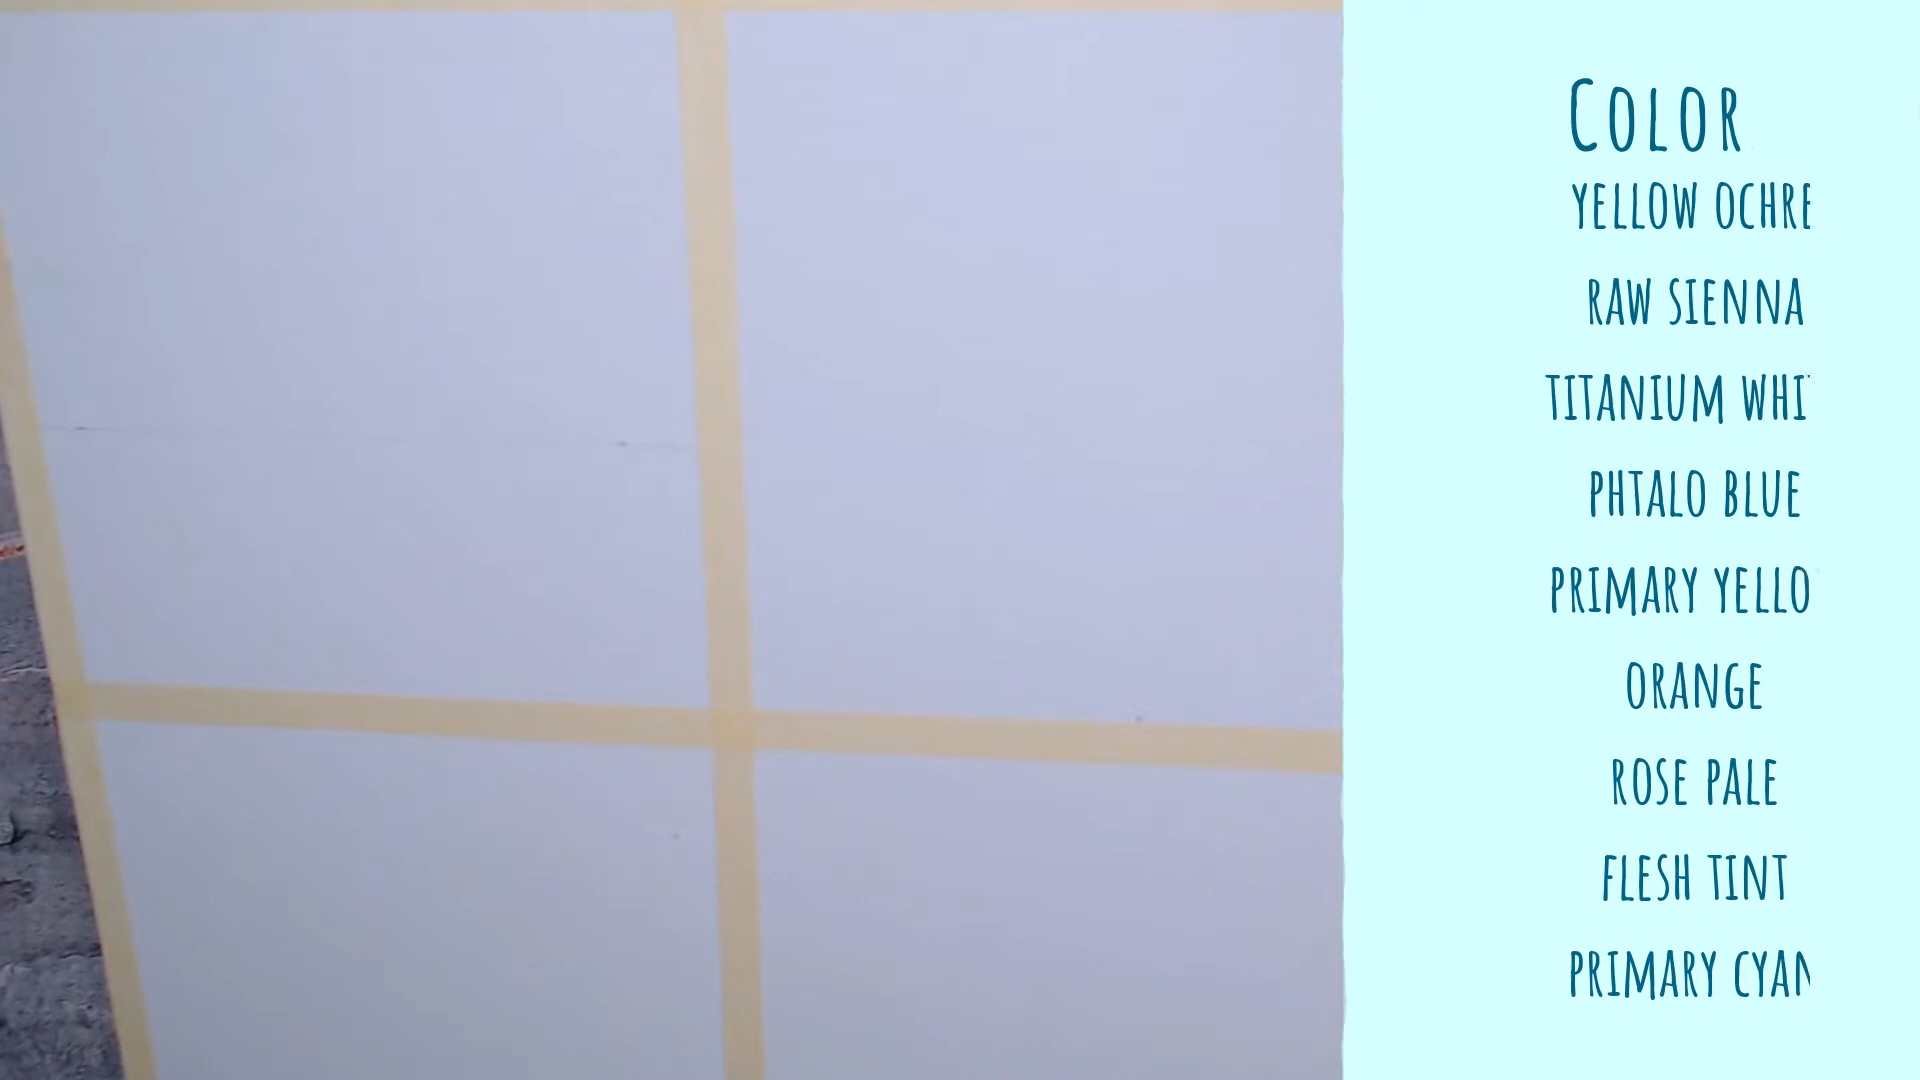 Color
YELLOW OCHRE
RAW SIENNA
TITANIUM WHI
PHTALO BLUE
PRIMARY YELLO
ORANGE
ROSE PALE
FLESH TINT
PRIMARY CYAN